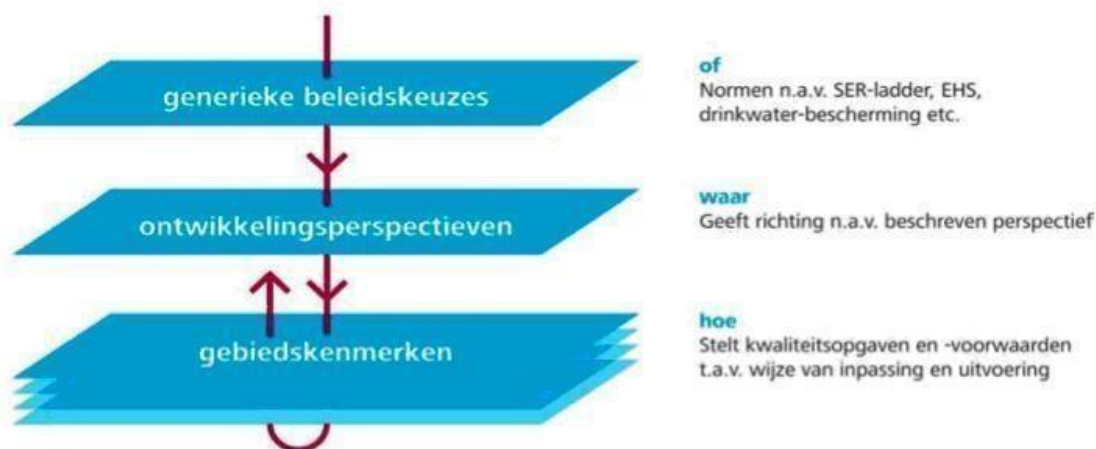 generieke beleidskeuzes
of
Normen n.a.v. SER-ladder, EHS,
drinkwater-bescherming etc.
ontwikkelingsperspectieven
waar
Geeft richting n.a.v. beschreven perspectief
gebiedskenmerken
hoe
Stelt kwaliteitsopgaven en -voorwaarden
t.a.v. wijze van inpassing en uitvoering